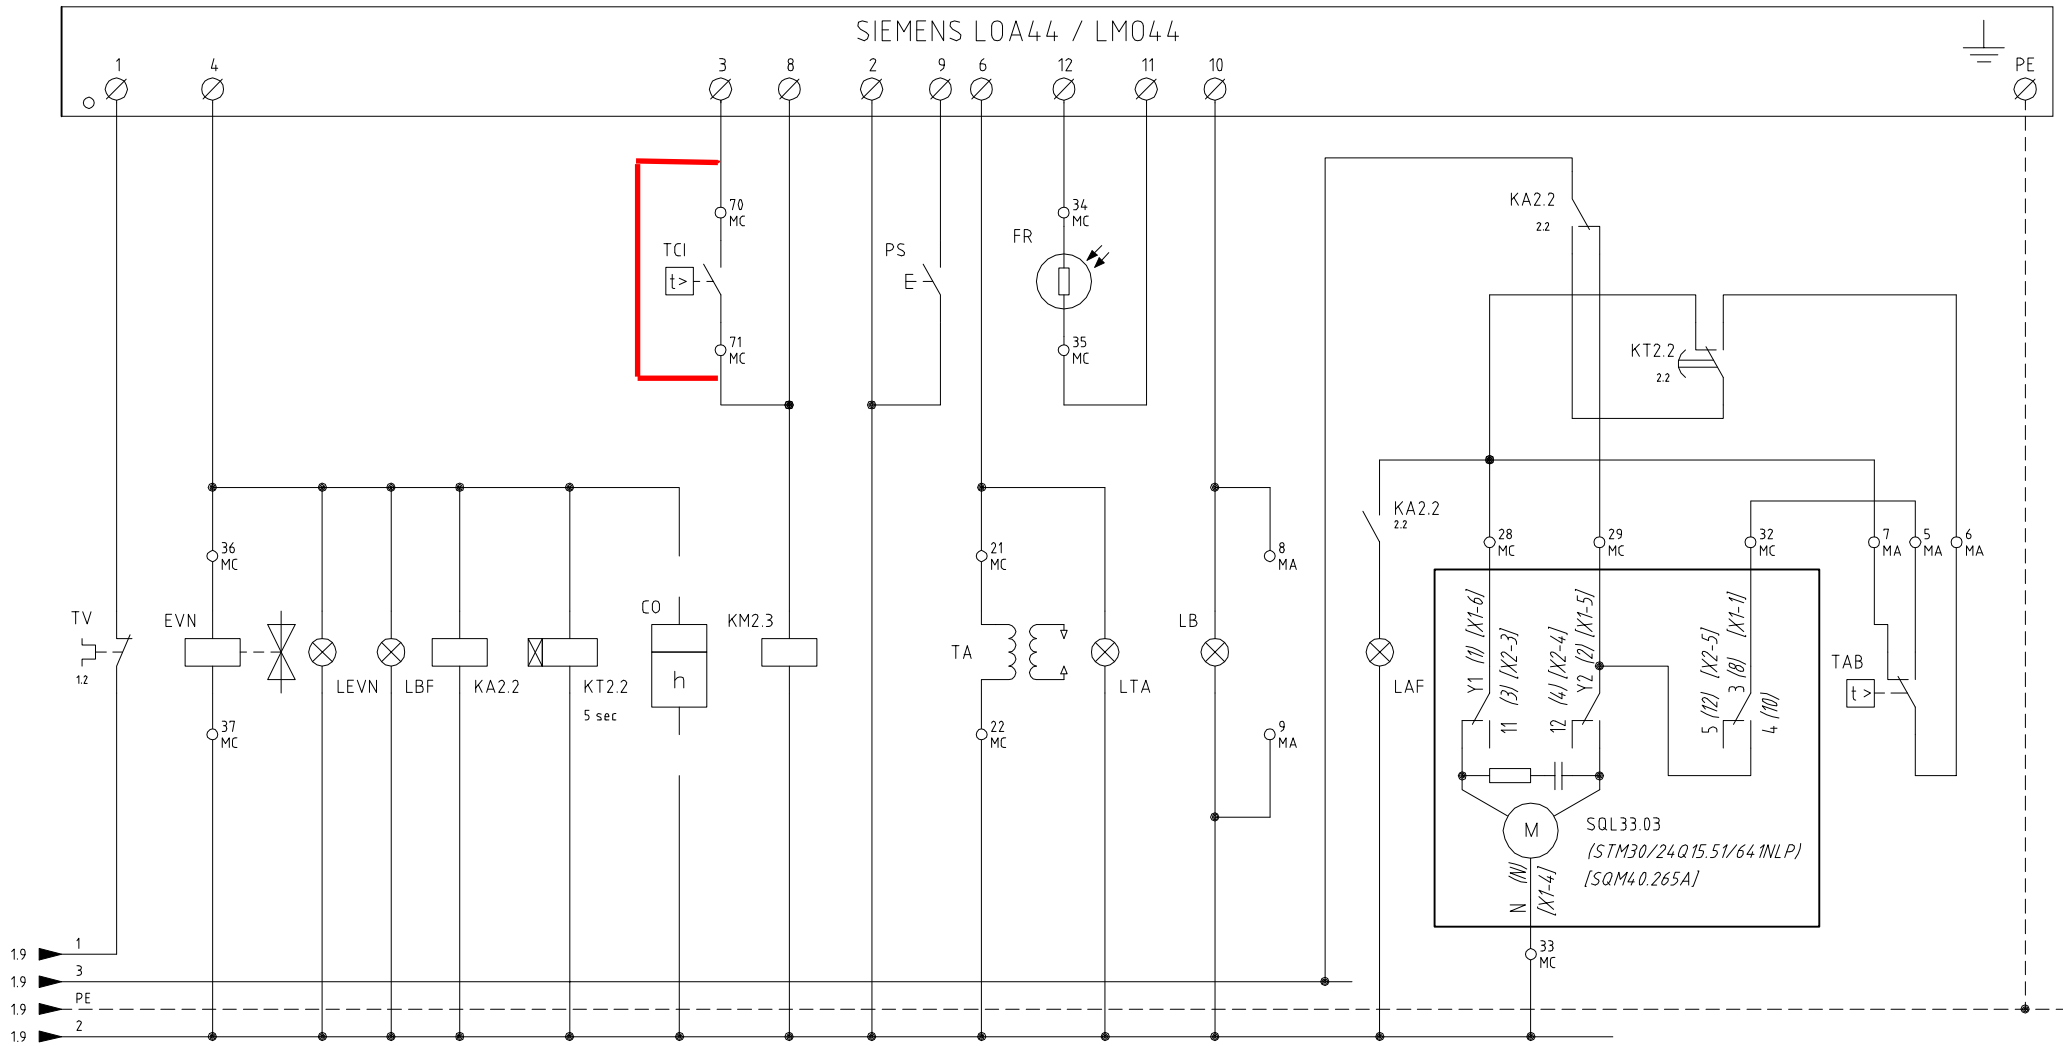 SIEMENS LOA44 / LMO44
1
4
3
8
2
9
6
12
11
10
PE
70
MC
34
MC
KA2.2
2.2
FR
TCI
PS
t>
E
71
MC
35
MC
KT2.2
2.2
KA2.2
2.2
36
MC
21
MC
8
MA
28
MC
29
MC
32
MC
7
MA
5
MA
6
MA
TV
1.2
EVN
CO
KM2.3
TA
LB
h
LEVN
LBF
KA2.2
KT2.2
5 sec
LTA
LAF
Y1 (1) [X1-6]
11 (3) [X2-3]
12 (4) [X2-4]
Y2 (2) [X1-5]
5 (12) [X2-5]
3 (8) [X1-1]
4 (10)
TAB
t>
37
MC
22
MC
9
MA
M
SQL33.03
(STM30/24Q15.51/641NLP)
[SQM40.265A]
N (N)
[X1-4]
33
MC
1.9 1
1.9 3
1.9 PE
1.9 2